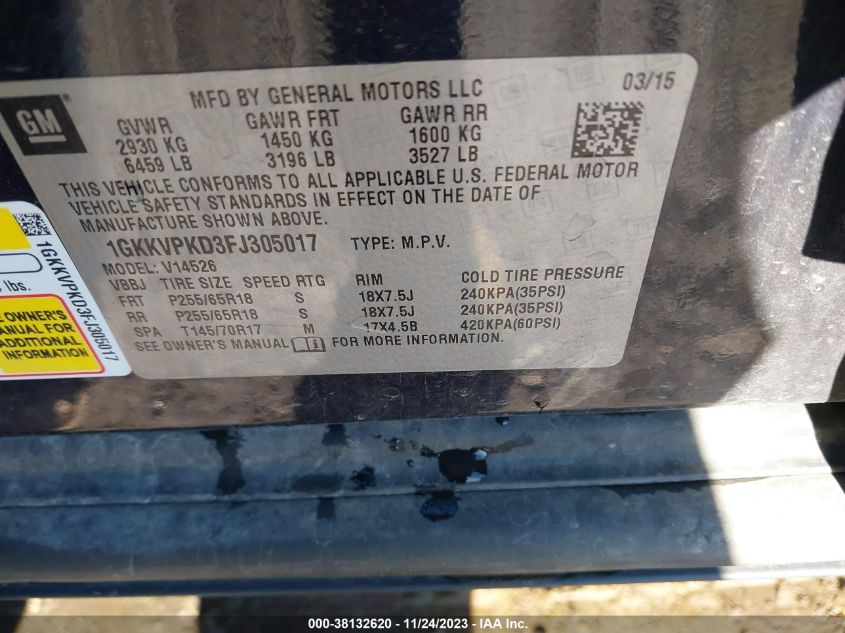 GM
MFD BY GENERAL MOTORS LLC 03/15
GVWR GAWR FRT GAWR RR
2930 KG 1450 KG 1600 KG
6459 LB 3196 LB 3527 LB
THIS VEHICLE CONFORMS TO ALL APPLICABLE U.S. FEDERAL MOTOR
VEHICLE SAFETY STANDARDS IN EFFECT ON THE DATE OF
MANUFACTURE SHOWN ABOVE.
1GKKVPKD3FJ305017 TYPE: M.P.V.
MODEL: V14526
VBBJ TIRE SIZE SPEED RTG RIM COLD TIRE PRESSURE
FRT P255/65R18 S 18X7.5J 240KPA(35PSI)
RR P255/65R18 S 18X7.5J 240KPA(35PSI)
SPA T145/70R17 M 17X4.5B 420KPA(60PSI)
SEE OWNER'S MANUAL FOR MORE INFORMATION.
1GKKVPKD3FJ305017
lbs.
OWNER'S
MANUAL FOR
ADDITIONAL
INFORMATION
000-38132620 - 11/24/2023 - IAA Inc.